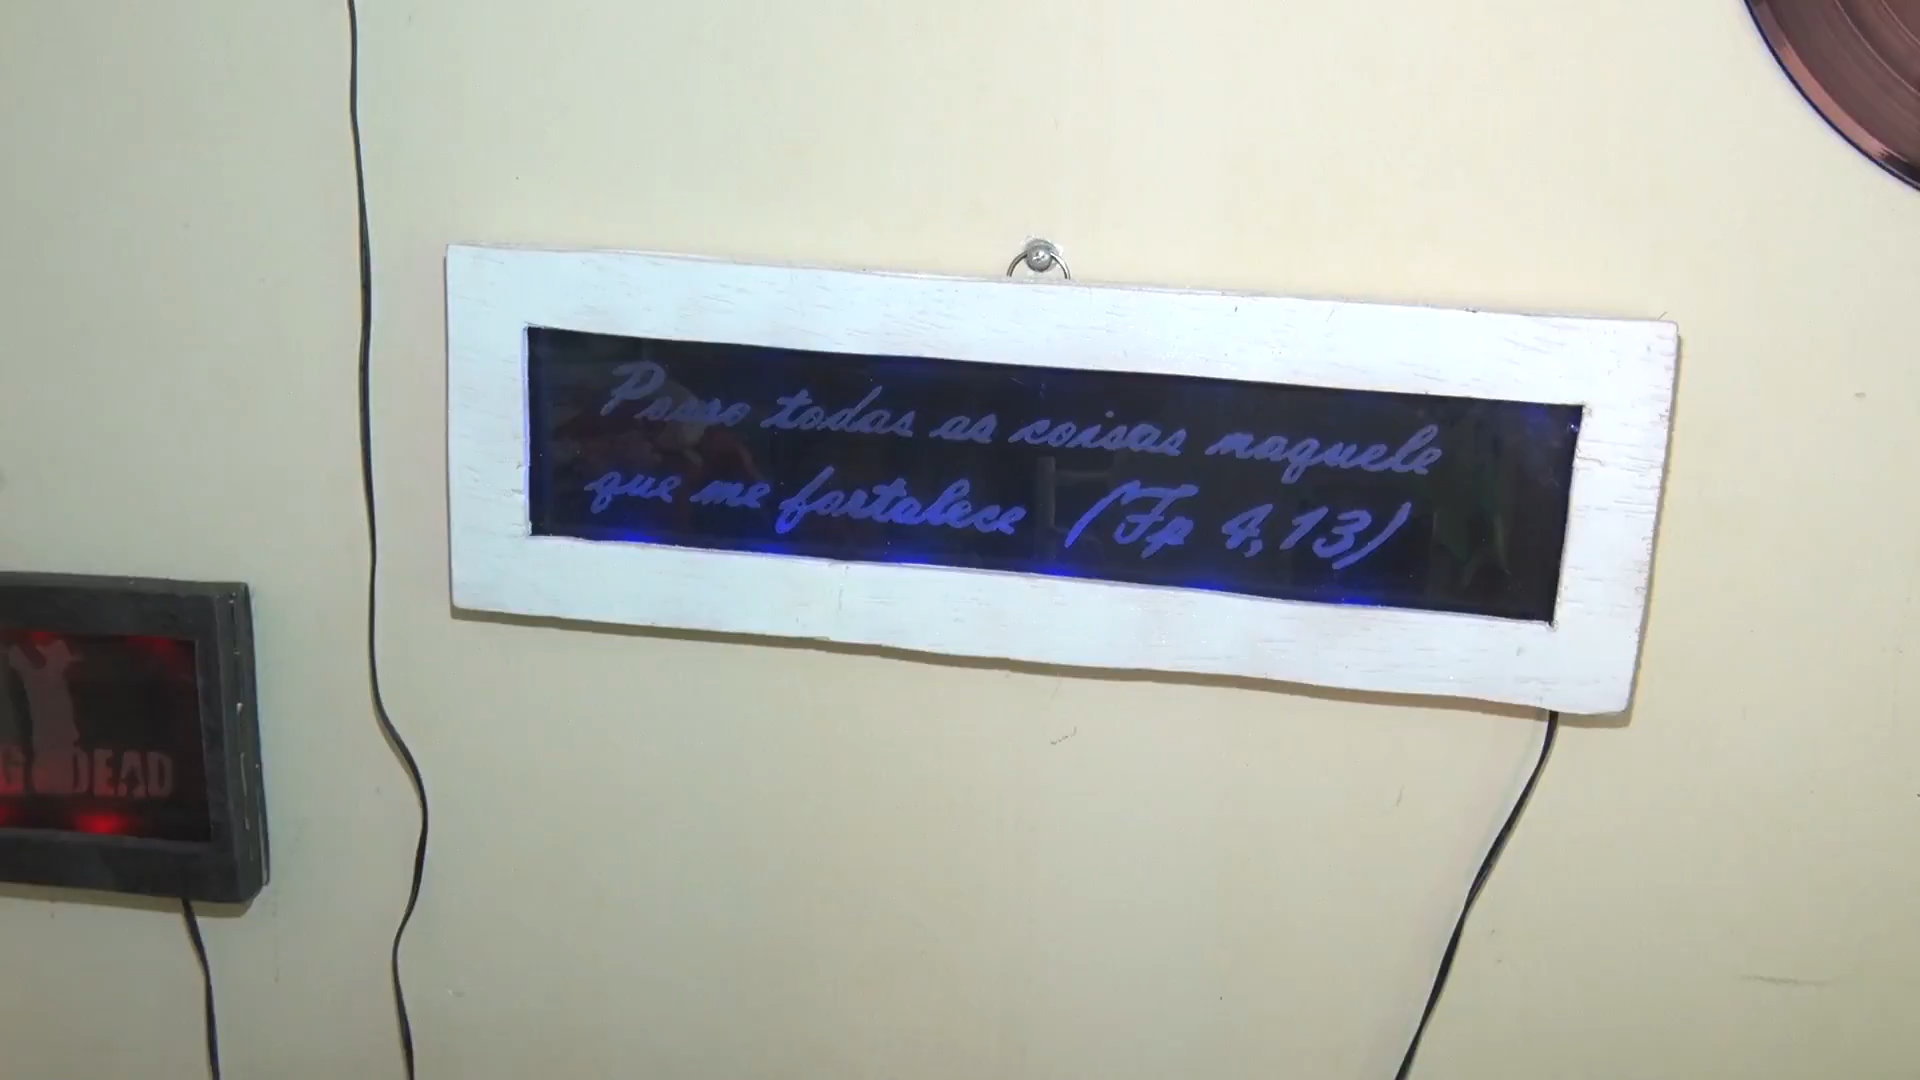 Posso todas as coisas naquele
que me fortalece (Fp 4,13)
G DEAD